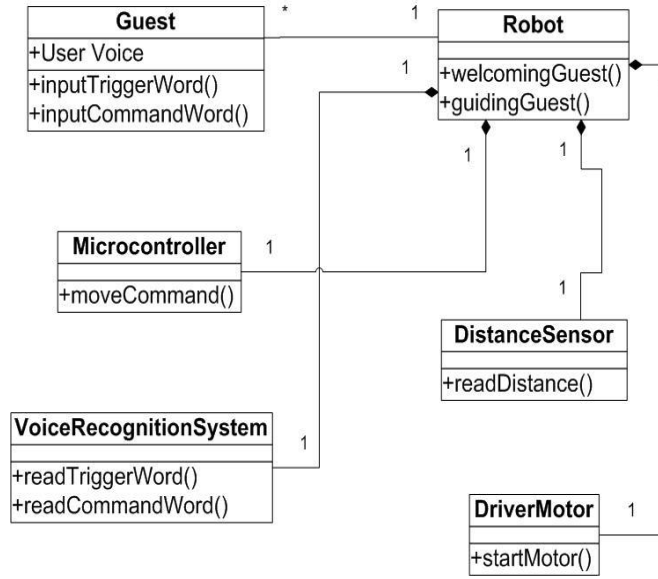 Guest
+User Voice
+inputTriggerWord()
+inputCommandWord()
*
1
Robot
+welcomingGuest()
+guidingGuest()
1
1
1
Microcontroller
+moveCommand()
1
1
DistanceSensor
+readDistance()
VoiceRecognitionSystem
+readTriggerWord()
+readCommandWord()
1
DriverMotor
+startMotor()
1